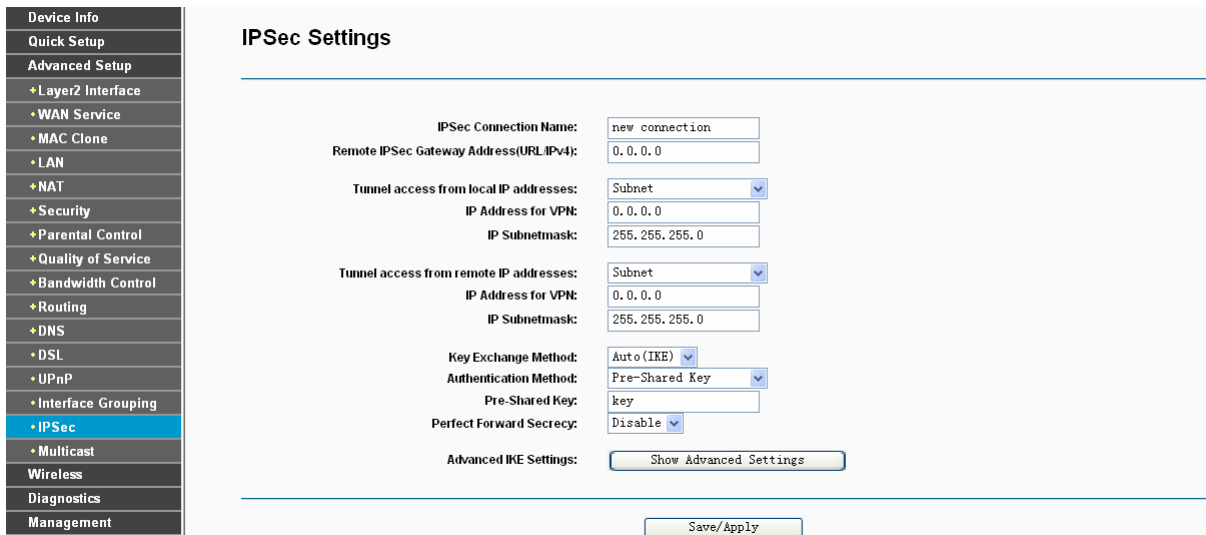 Device Info
Quick Setup
Advanced Setup
+Layer2 Interface
•WAN Service
•MAC Clone
•LAN
+NAT
+Security
+Parental Control
+Quality of Service
+Bandwidth Control
+Routing
+DNS
•DSL
•UPnP
•Interface Grouping
•IPSec
•Multicast
Wireless
Diagnostics
Management
IPSec Settings
IPSec Connection Name: new connection
Remote IPSec Gateway Address(URL/IPv4): 0.0.0.0
Tunnel access from local IP addresses: Subnet
IP Address for VPN: 0.0.0.0
IP Subnetmask: 255.255.255.0
Tunnel access from remote IP addresses: Subnet
IP Address for VPN: 0.0.0.0
IP Subnetmask: 255.255.255.0
Key Exchange Method: Auto(IKE)
Authentication Method: Pre-Shared Key
Pre-Shared Key: key
Perfect Forward Secrecy: Disable
Advanced IKE Settings: Show Advanced Settings
Save/Apply